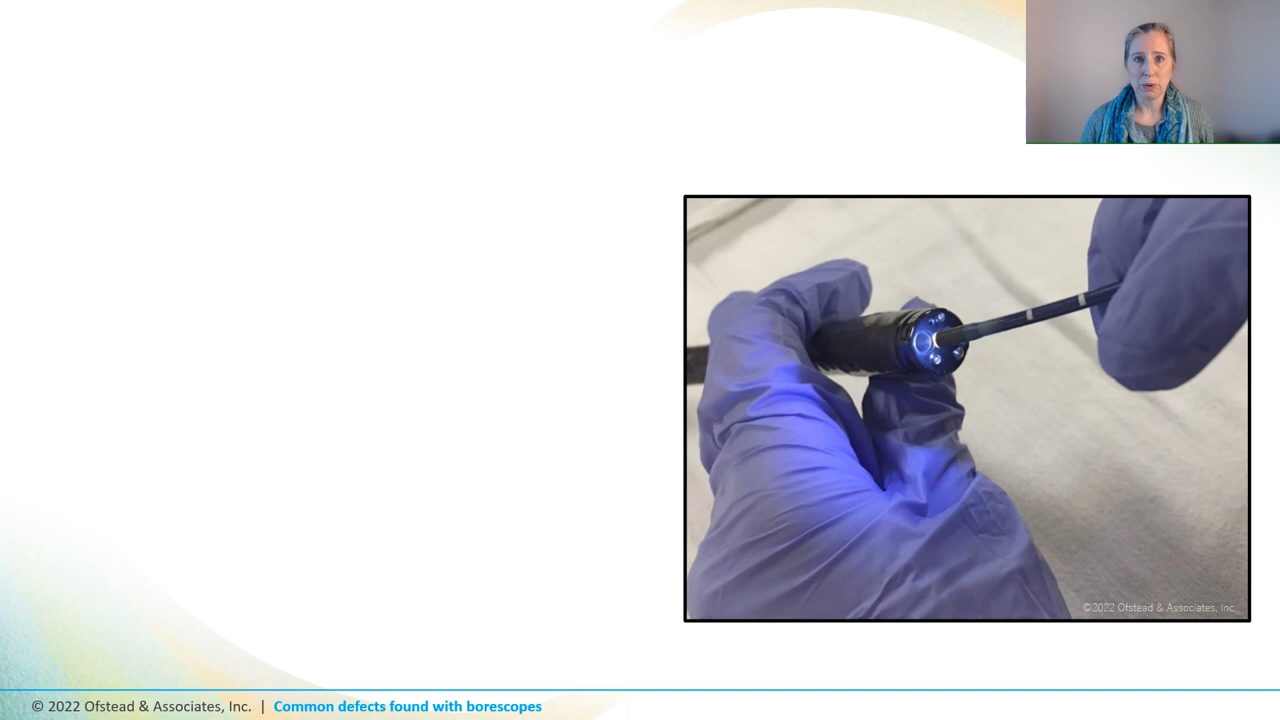 ©2022 Ofstead & Associates, Inc.
© 2022 Ofstead & Associates, Inc. | Common defects found with borescopes